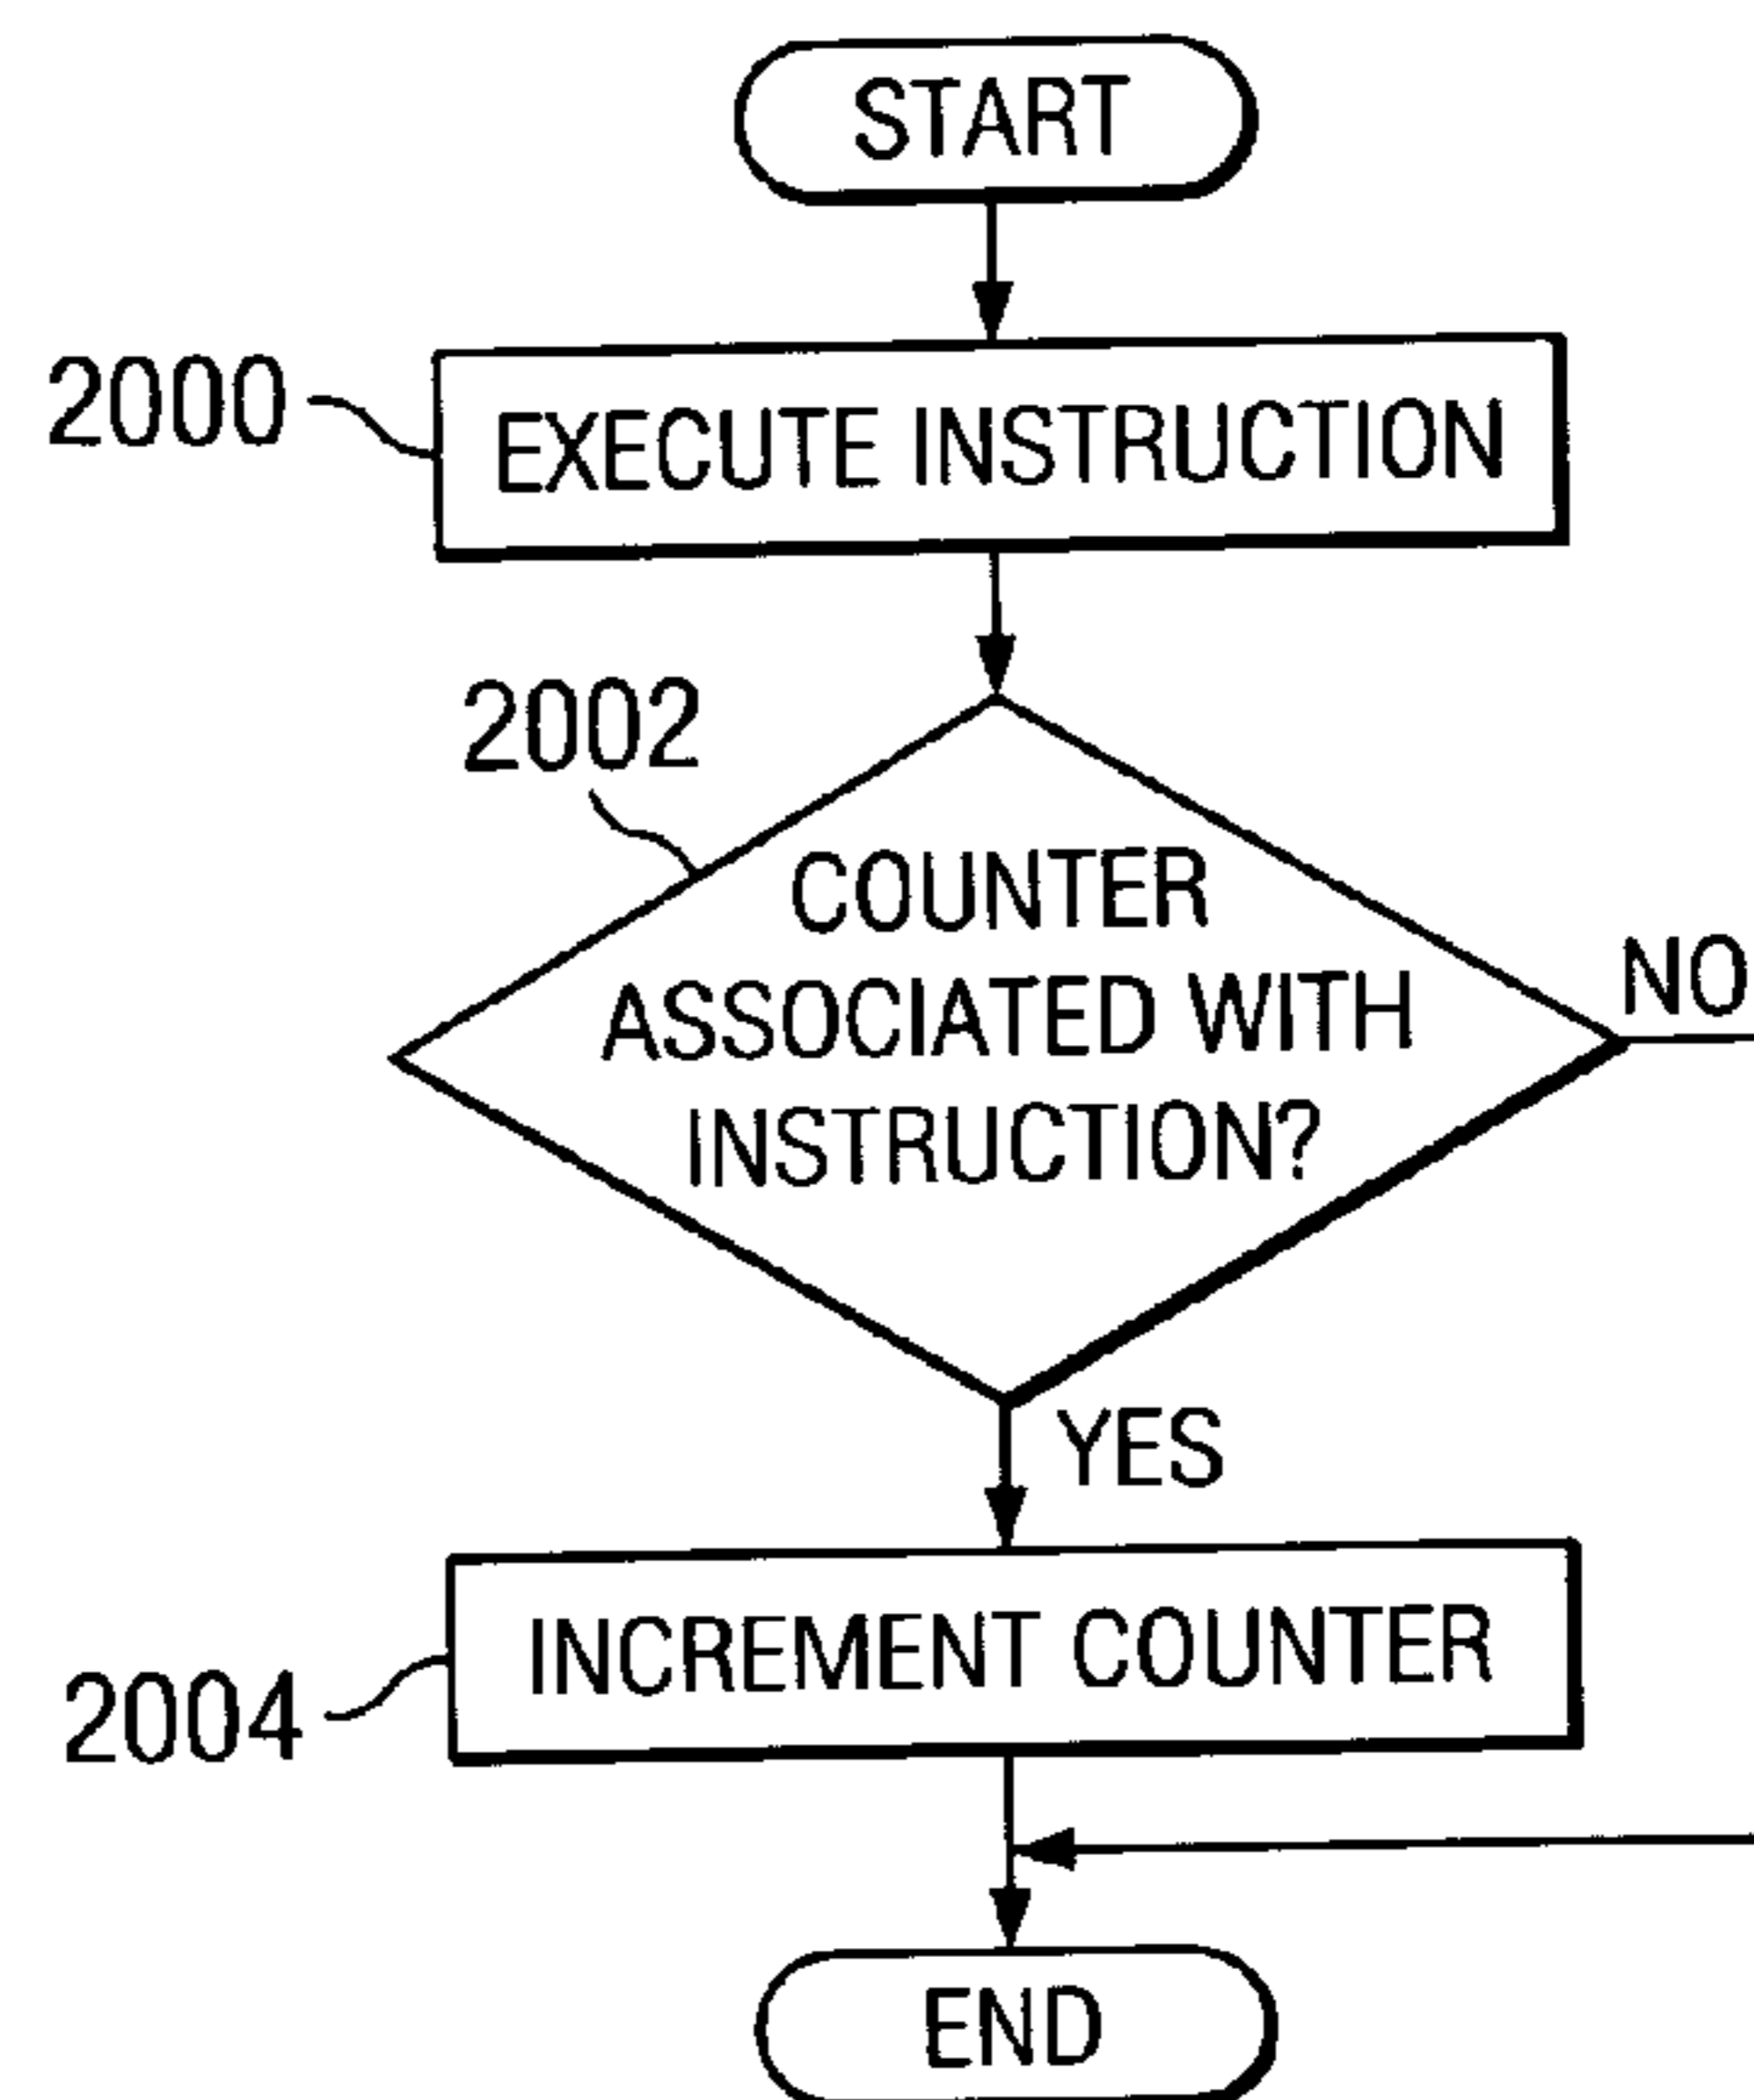 START
2000
EXECUTE INSTRUCTION
2002
COUNTER
ASSOCIATED WITH
INSTRUCTION?
NO
YES
INCREMENT COUNTER
2004
END